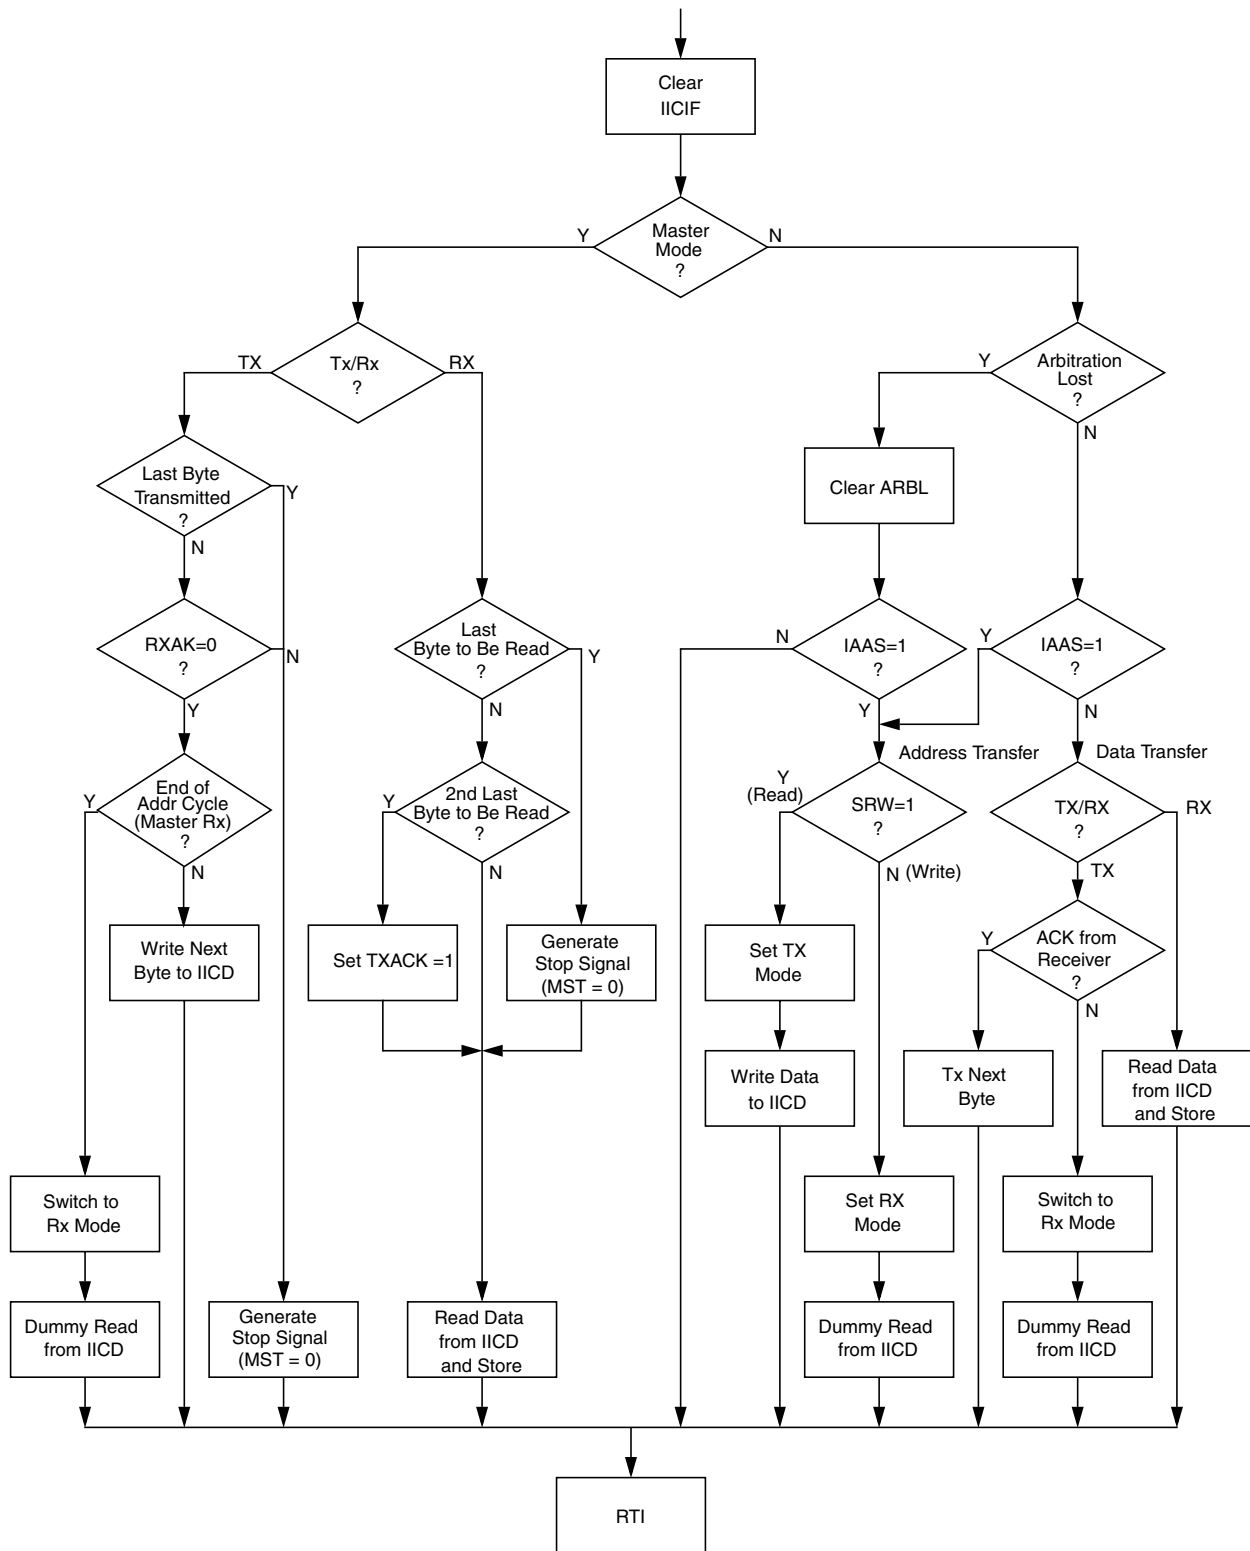 Clear
IICIF
Master
Mode
?
Y
N
Tx/Rx
?
TX
RX
Arbitration
Lost
?
Y
N
Last Byte
Transmitted
?
Y
N
Clear ARBL
RXAK=0
?
N
Y
Last
Byte to Be Read
?
Y
N
IAAS=1
?
N
Y
IAAS=1
?
Y
N
Address Transfer
Data Transfer
End of
Addr Cycle
(Master Rx)
?
Y
N
2nd Last
Byte to Be Read
?
Y
N
Y
(Read)
SRW=1
?
N (Write)
TX/RX
?
RX
TX
Write Next
Byte to IICD
Set TXACK =1
Generate
Stop Signal
(MST = 0)
Set TX
Mode
ACK from
Receiver
?
Y
N
Write Data
to IICD
Tx Next
Byte
Read Data
from IICD
and Store
Switch to
Rx Mode
Set RX
Mode
Switch to
Rx Mode
Dummy Read
from IICD
Generate
Stop Signal
(MST = 0)
Read Data
from IICD
and Store
Dummy Read
from IICD
Dummy Read
from IICD
RTI